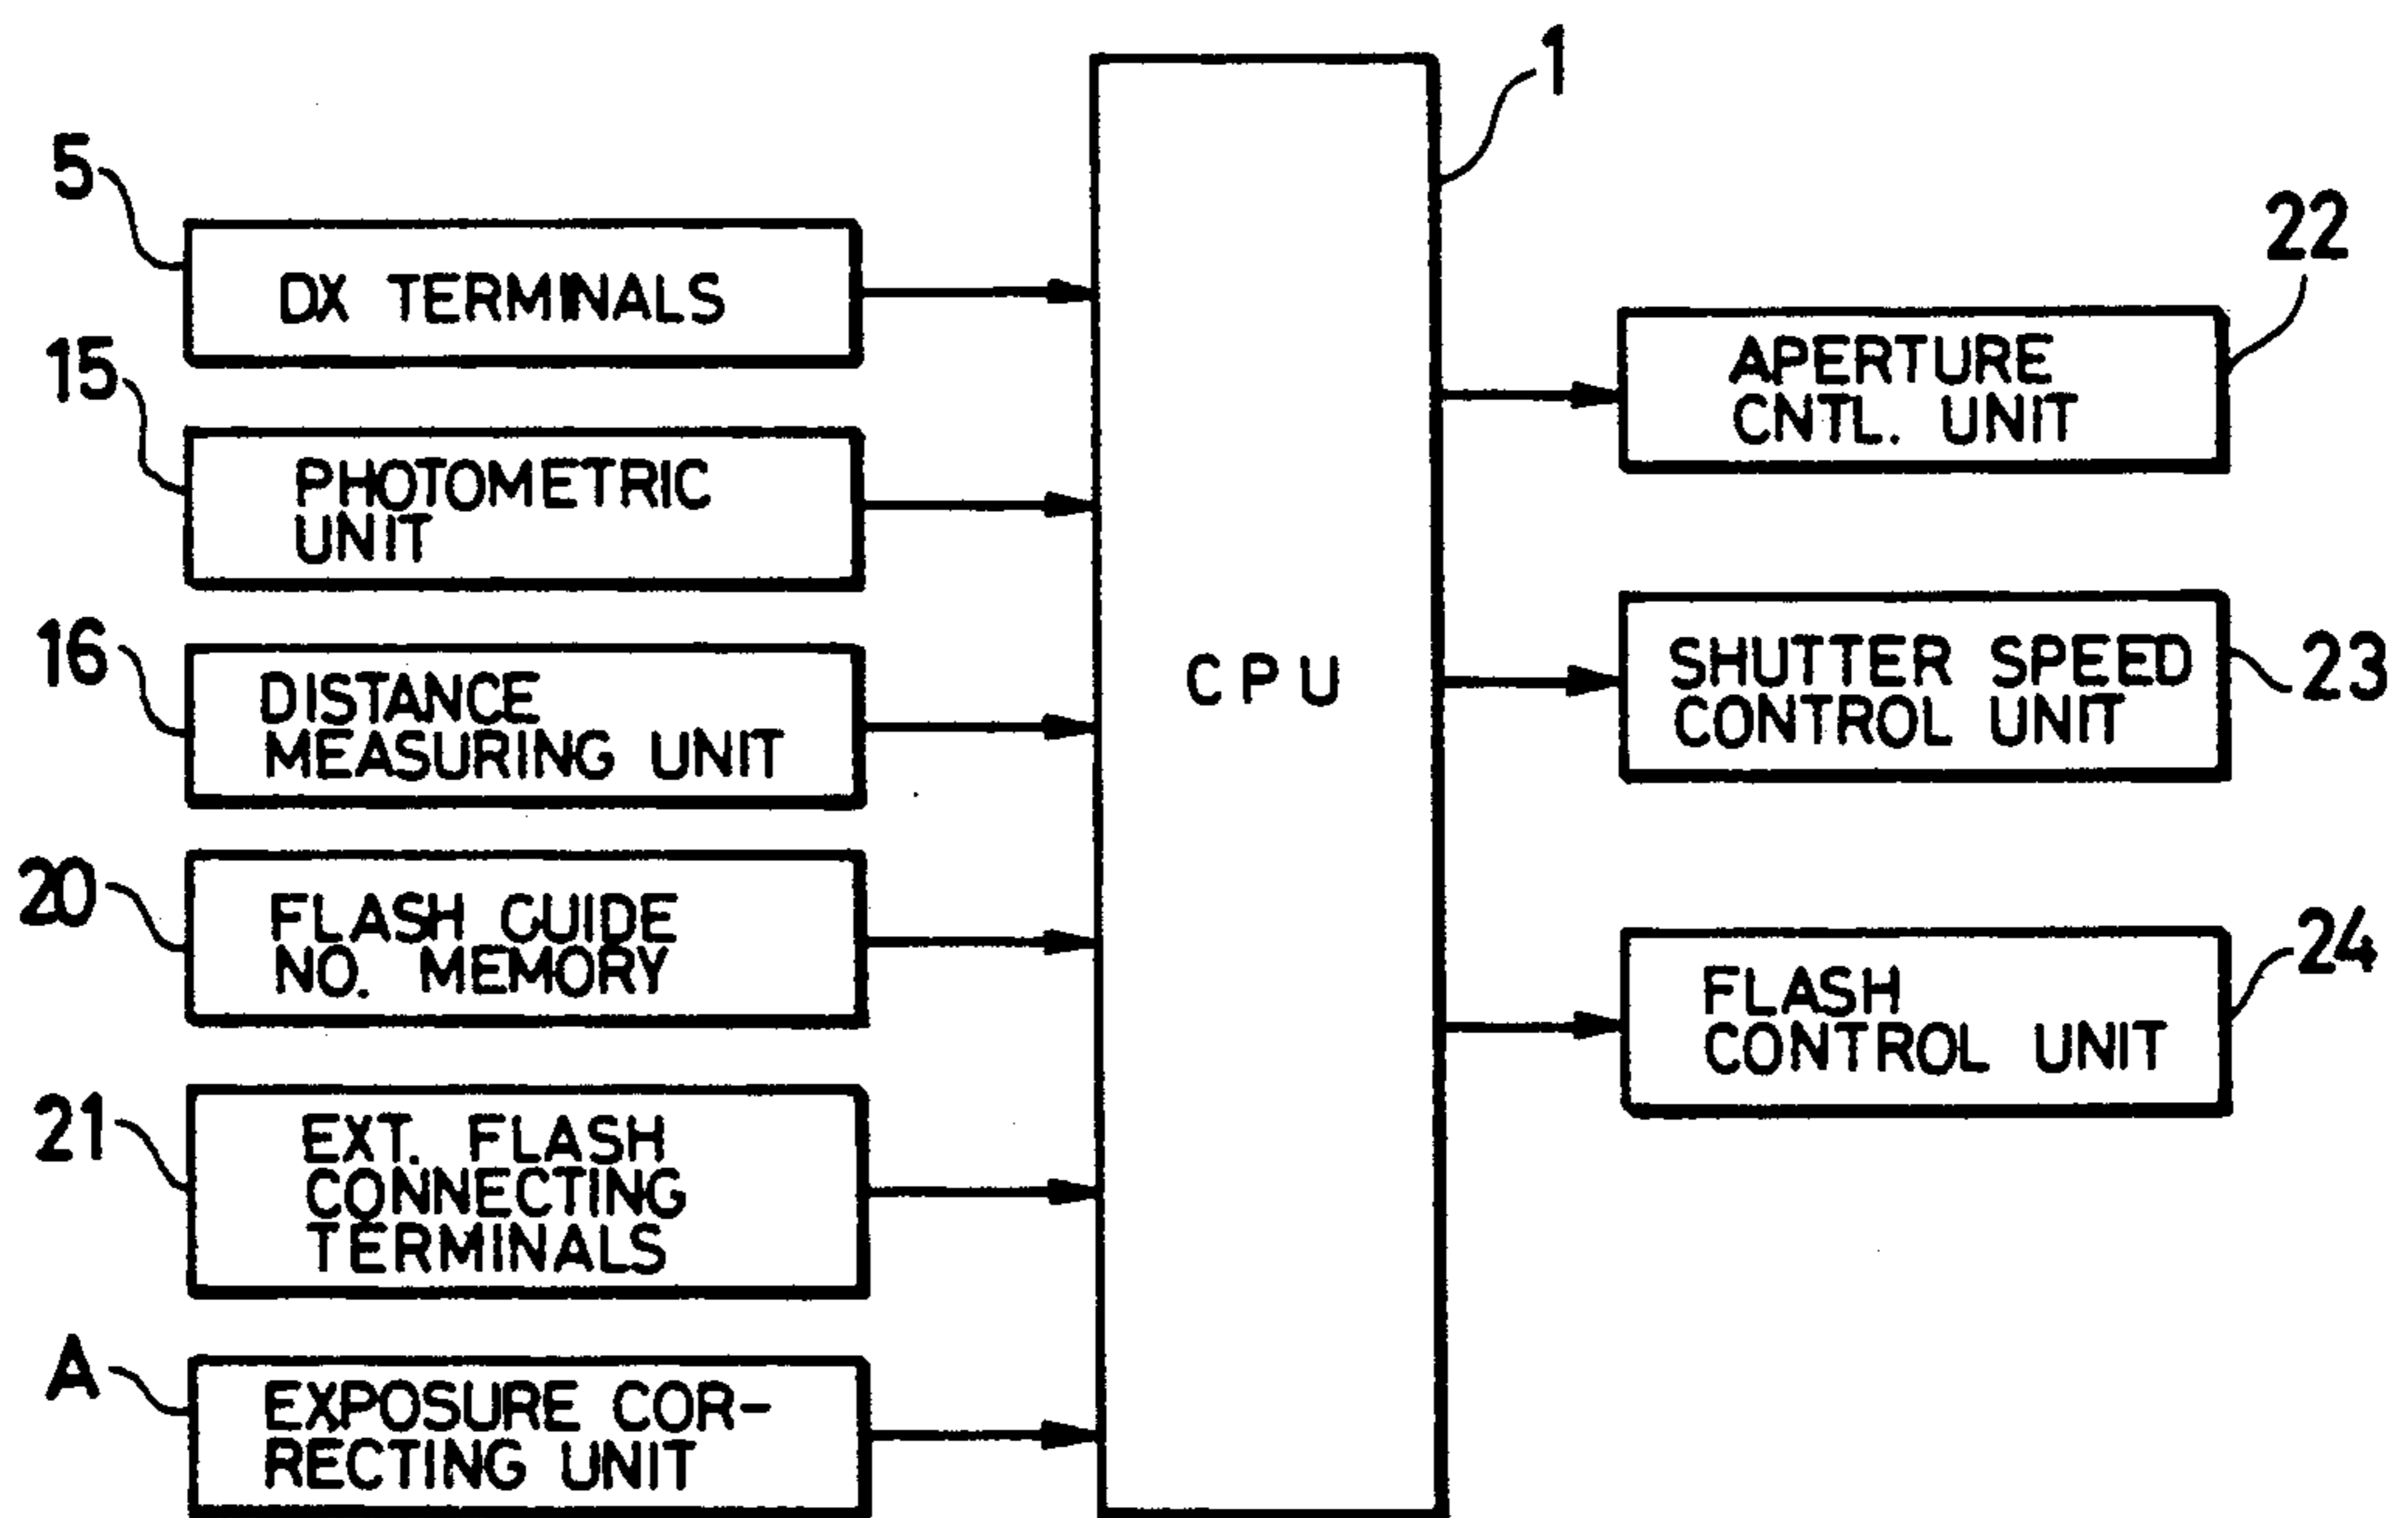 1
5
DX TERMINALS
15
PHOTOMETRIC
UNIT
16
DISTANCE
MEASURING UNIT
20
FLASH GUIDE
NO. MEMORY
21
EXT. FLASH
CONNECTING
TERMINALS
A
EXPOSURE COR-
RECTING UNIT
CPU
22
APERTURE
CNTL. UNIT
23
SHUTTER SPEED
CONTROL UNIT
24
FLASH
CONTROL UNIT